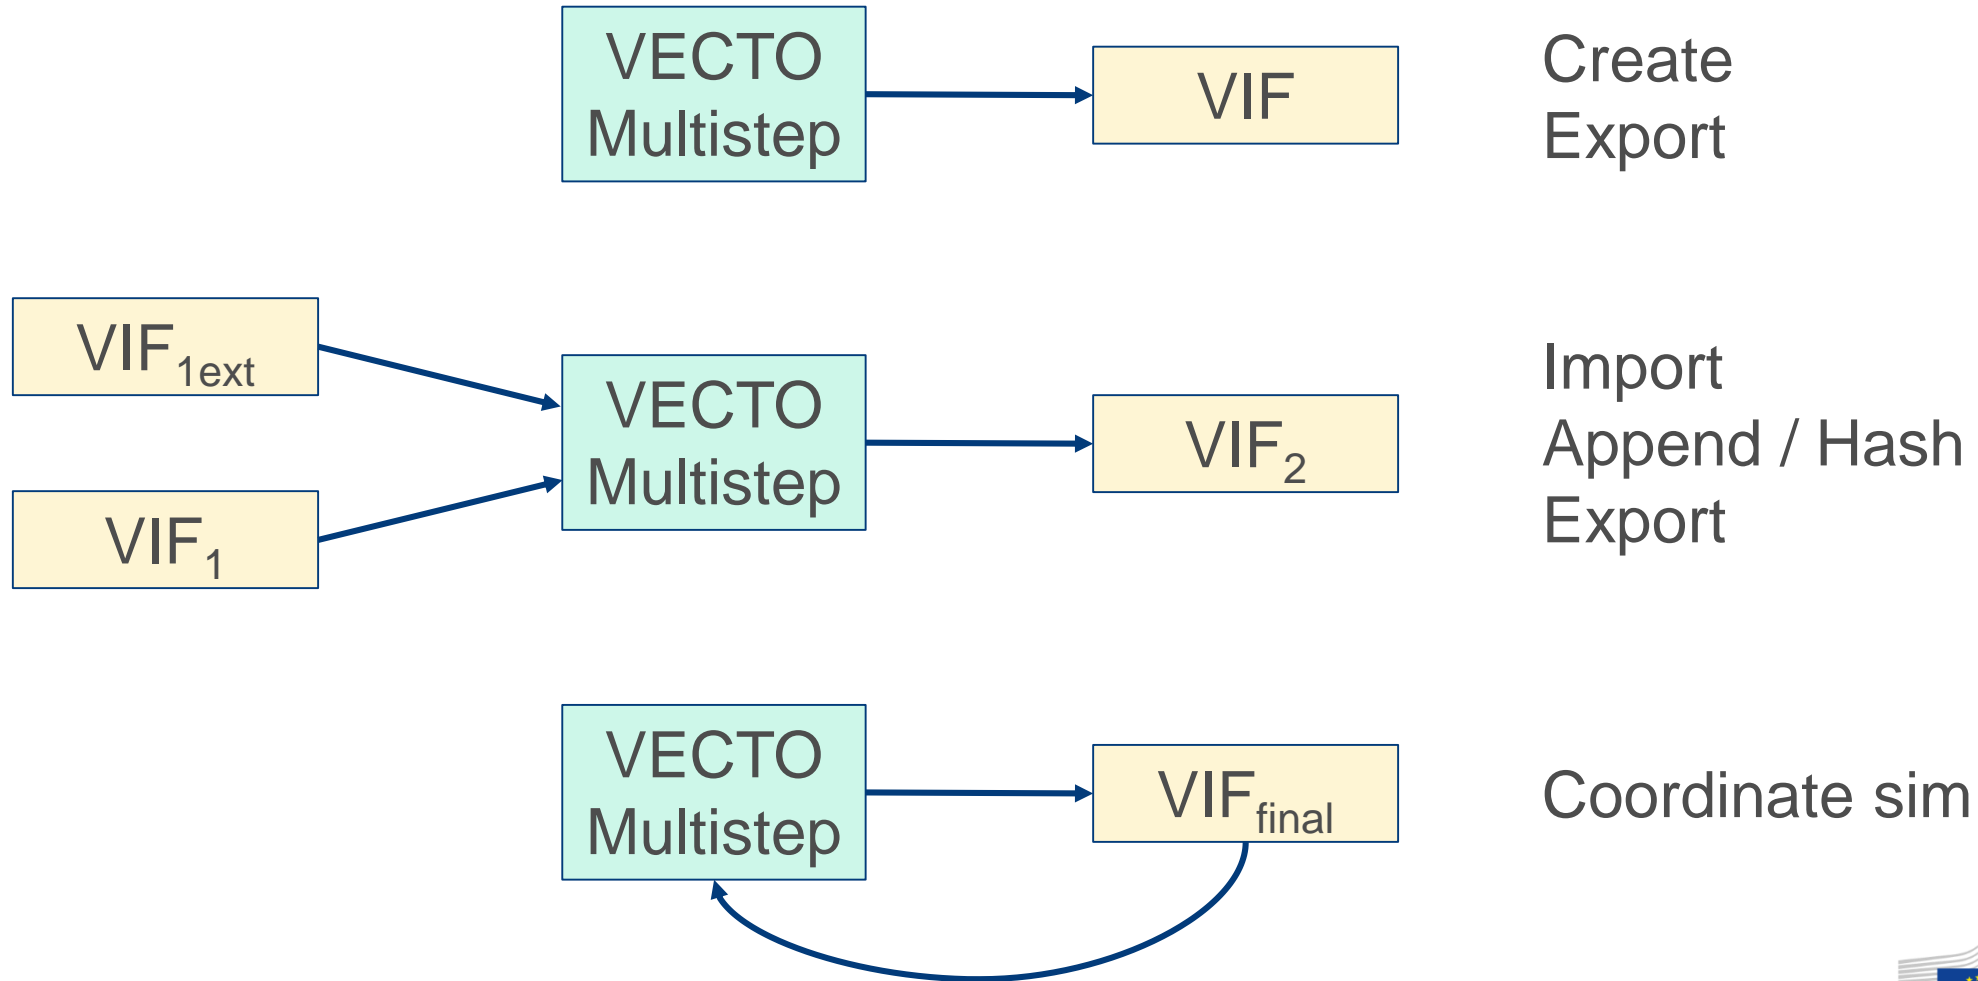 VECTO
Multistep
VIF
Create
Export
VIF1ext
VIF1
VECTO
Multistep
VIF2
Import
Append / Hash
Export
VECTO
Multistep
VIFfinal
Coordinate sim